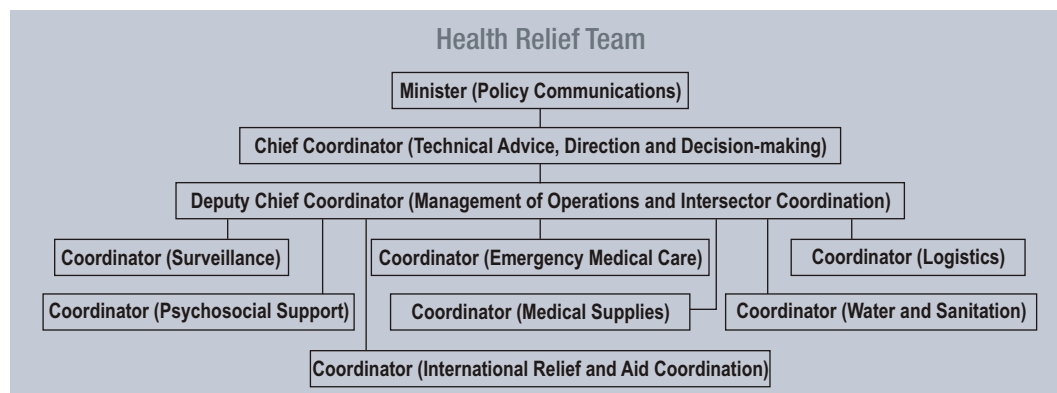 Health Relief Team
Minister (Policy Communications)
Chief Coordinator (Technical Advice, Direction and Decision-making)
Deputy Chief Coordinator (Management of Operations and Intersector Coordination)
Coordinator (Surveillance)
Coordinator (Emergency Medical Care)
Coordinator (Logistics)
Coordinator (Psychosocial Support)
Coordinator (Medical Supplies)
Coordinator (Water and Sanitation)
Coordinator (International Relief and Aid Coordination)